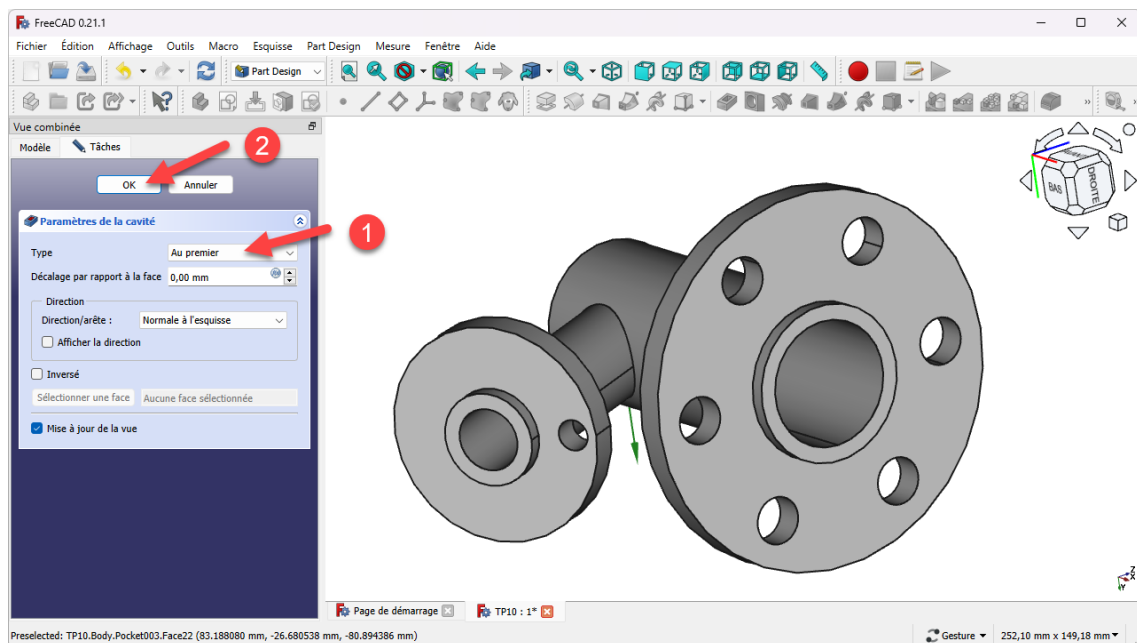 FreeCAD 0.21.1
Fichier Édition Affichage Outils Macro Esquisse Part Design Mesure Fenêtre Aide
Part Design
Vue combinée
Modèle Tâches
2
OK Annuler
Paramètres de la cavité
1
Type Au premier
Décalage par rapport à la face 0,00 mm
Direction
Direction/arête : Normale à l'esquisse
Afficher la direction
Inversé
Sélectionner une face Aucune face sélectionnée
Mise à jour de la vue
BAS
DROITE
Z
X
Y
Page de démarrage TP10 : 1*
Preselected: TP10.Body.Pocket003.Face22 (83.188080 mm, -26.680538 mm, -80.894386 mm)
Gesture 252,10 mm x 149,18 mm